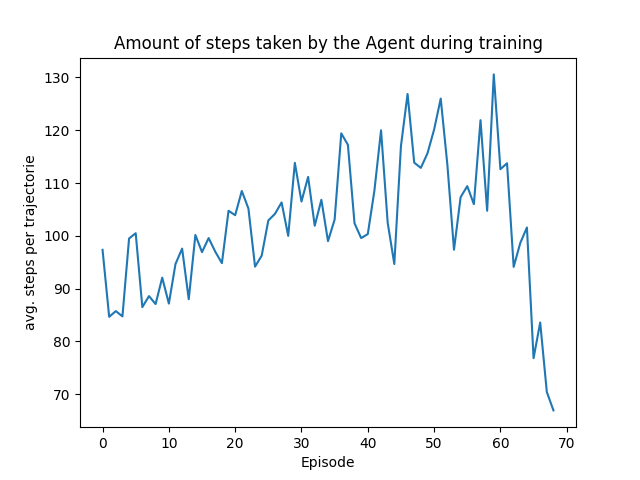 Amount of steps taken by the Agent during training
avg. steps per trajectorie
130
120
110
100
90
80
70
0 10 20 30 40 50 60 70
Episode